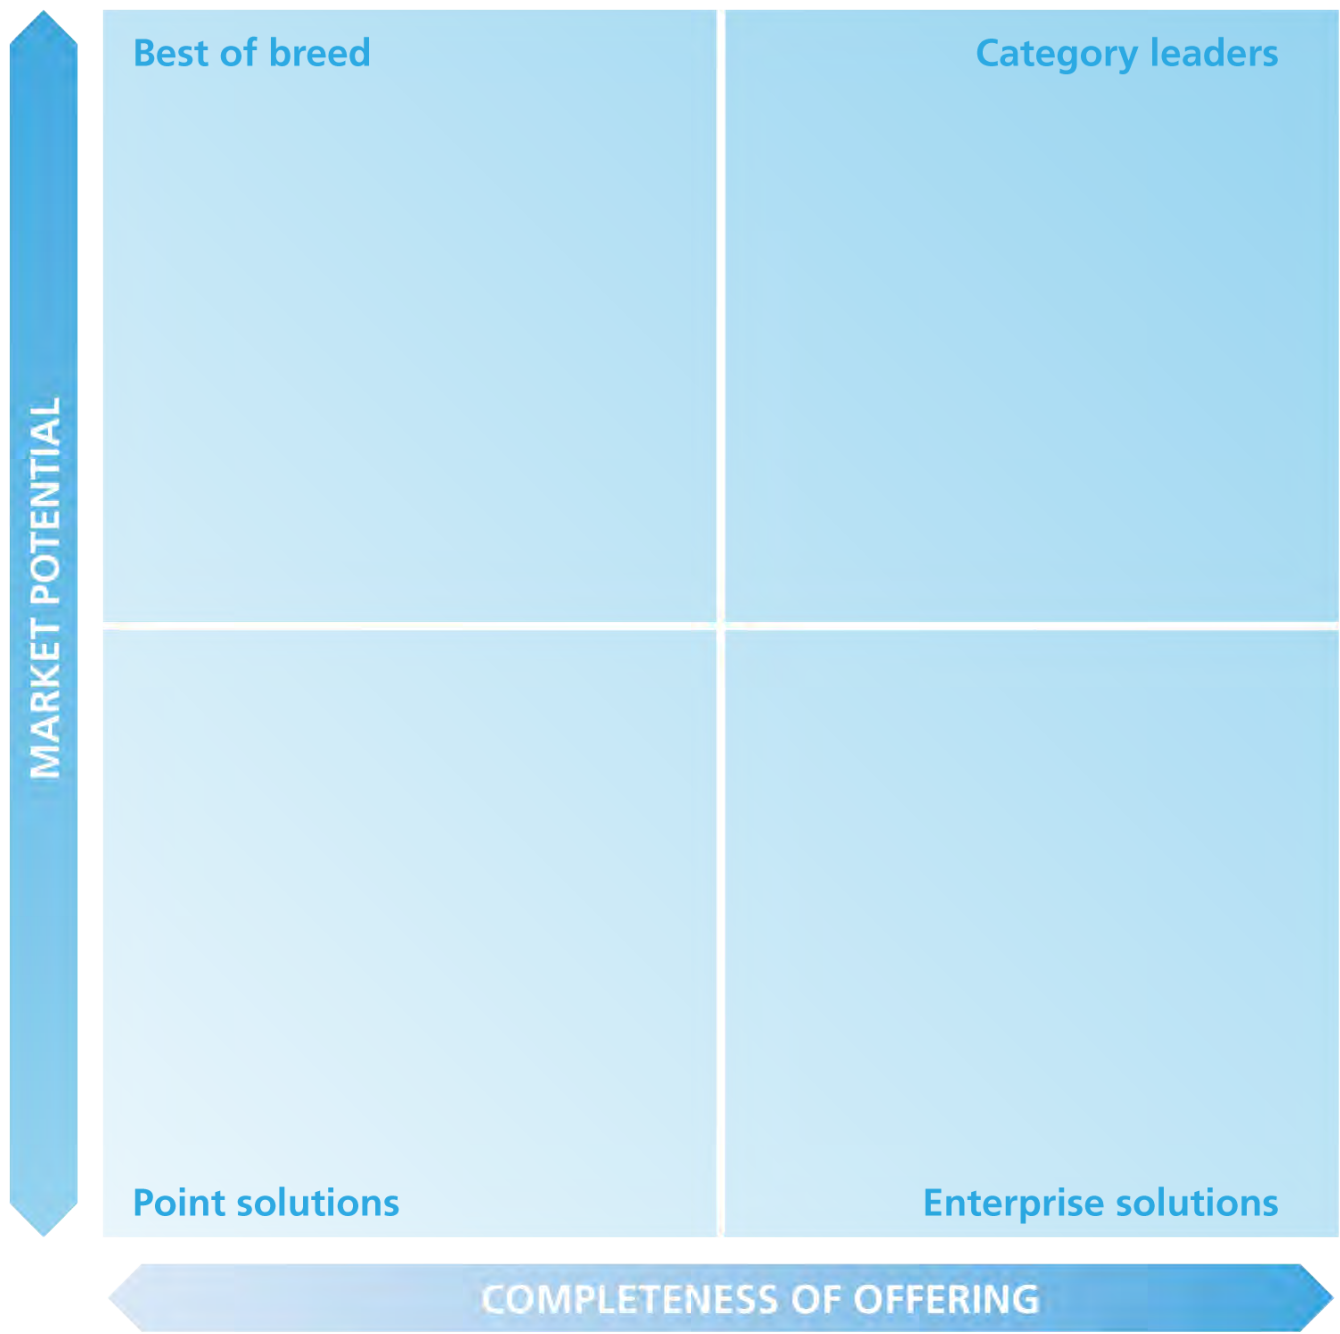 Best of breed
Category leaders
MARKET POTENTIAL
Point solutions
Enterprise solutions
COMPLETENESS OF OFFERING